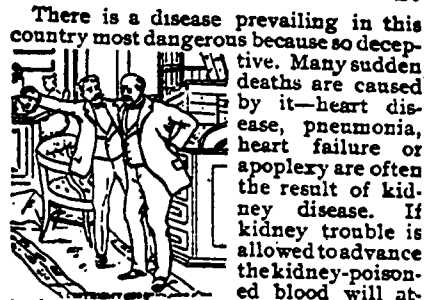 There is a disease prevailing in this
country most dangerous because so decep-
tive. Many sudden
deaths are caused
by it—heart dis-
ease, pneumonia,
heart failure or
apoplexy are often
the result of kid-
ney disease. If
kidney trouble is
allowed to advance
the kidney-poison-
ed blood will at-